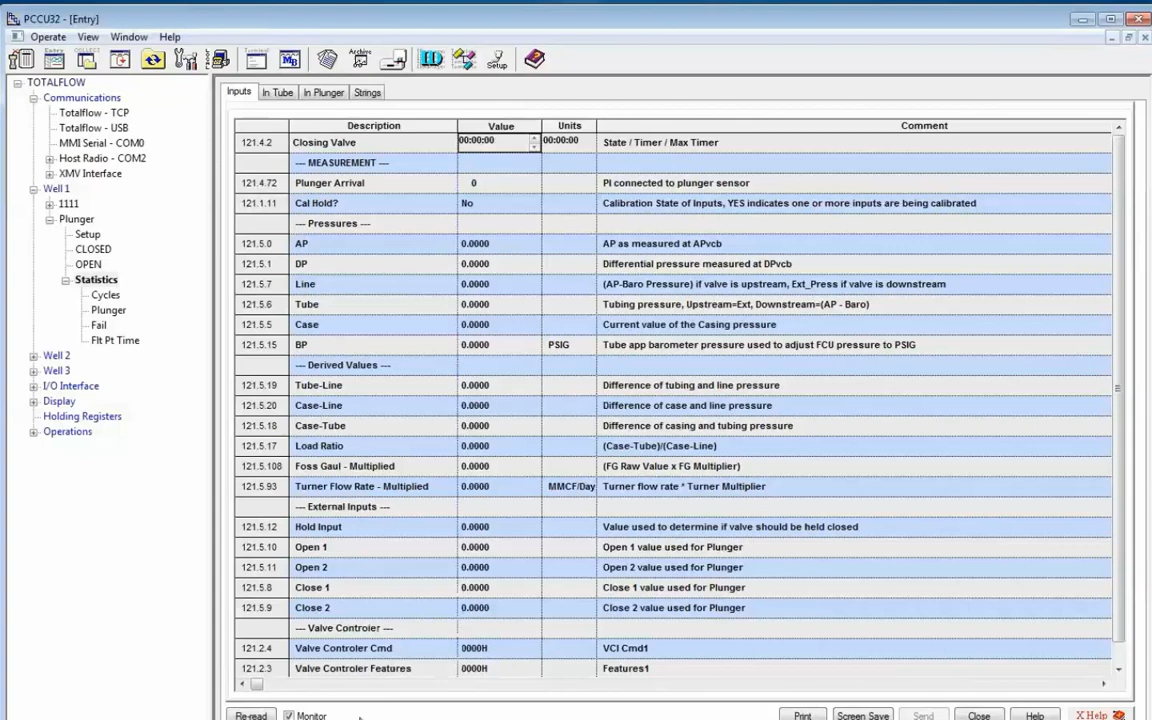 PCCU32 - [Entry]
Operate View Window Help
Entry COLLECT Terminal MB Archive ID Setup
TOTALFLOW
Communications
Totalflow - TCP
Totalflow - USB
MMI Serial - COM0
Host Radio - COM2
XMV Interface
Well 1
1111
Plunger
Setup
CLOSED
OPEN
Statistics
Cycles
Plunger
Fail
Flt Pt Time
Well 2
Well 3
I/O Interface
Display
Holding Registers
Operations
Inputs In Tube In Plunger Strings
Description Value Units Comment
121.4.2 Closing Valve 00:00:00 00:00:00 State / Timer / Max Timer
--- MEASUREMENT ---
121.4.72 Plunger Arrival 0 PI connected to plunger sensor
121.1.11 Cal Hold? No Calibration State of Inputs, YES indicates one or more inputs are being calibrated
--- Pressures ---
121.5.0 AP 0.0000 AP as measured at APvcb
121.5.1 DP 0.0000 Differential pressure measured at DPvcb
121.5.7 Line 0.0000 (AP-Baro Pressure) if valve is upstream, Ext_Press if valve is downstream
121.5.6 Tube 0.0000 Tubing pressure, Upstream=Ext, Downstream=(AP - Baro)
121.5.5 Case 0.0000 Current value of the Casing pressure
121.5.15 BP 0.0000 PSIG Tube app barometer pressure used to adjust FCU pressure to PSIG
--- Derived Values ---
121.5.19 Tube-Line 0.0000 Difference of tubing and line pressure
121.5.20 Case-Line 0.0000 Difference of case and line pressure
121.5.18 Case-Tube 0.0000 Difference of casing and tubing pressure
121.5.17 Load Ratio 0.0000 (Case-Tube)/(Case-Line)
121.5.108 Foss Gaul - Multiplied 0.0000 (FG Raw Value x FG Multiplier)
121.5.93 Turner Flow Rate - Multiplied 0.0000 MMCF/Day Turner flow rate * Turner Multiplier
--- External Inputs ---
121.5.12 Hold Input 0.0000 Value used to determine if valve should be held closed
121.5.10 Open 1 0.0000 Open 1 value used for Plunger
121.5.11 Open 2 0.0000 Open 2 value used for Plunger
121.5.8 Close 1 0.0000 Close 1 value used for Plunger
121.5.9 Close 2 0.0000 Close 2 value used for Plunger
--- Valve Controler ---
121.2.4 Valve Controler Cmd 0000H VCI Cmd1
121.2.3 Valve Controler Features 0000H Features1
Re-read Monitor Print Screen Save Send Close Help X Help